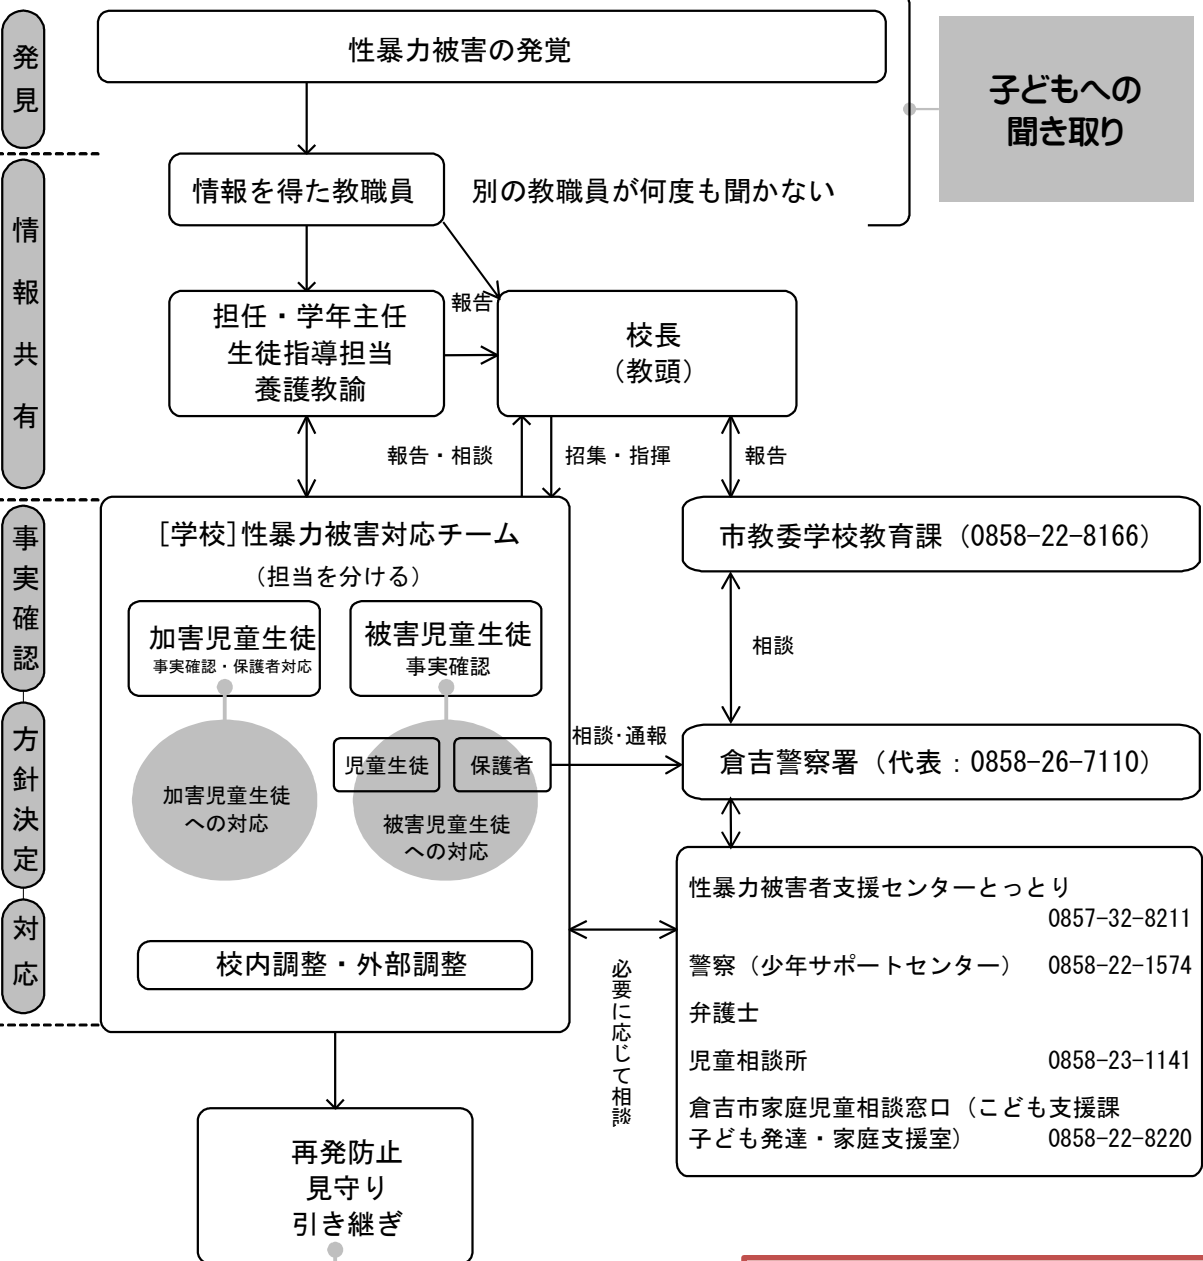 発見
性暴力被害の発覚
子どもへの
聞き取り
情報共有
情報を得た教職員
別の教職員が何度も聞かない
担任・学年主任
生徒指導担当
養護教諭
報告
校長
（教頭）
報告・相談
招集・指揮
報告
事実確認
[学校]性暴力被害対応チーム
（担当を分ける）
市教委学校教育課（0858-22-8166）
加害児童生徒
事実確認・保護者対応
被害児童生徒
事実確認
相談
方針決定
児童生徒
保護者
相談・通報
倉吉警察署（代表：0858-26-7110）
加害児童生徒
への対応
被害児童生徒
への対応
対応
校内調整・外部調整
必要に応じて相談
性暴力被害者支援センターとっとり
0857-32-8211
警察（少年サポートセンター） 0858-22-1574
弁護士
児童相談所 0858-23-1141
倉吉市家庭児童相談窓口（こども支援課
子ども発達・家庭支援室） 0858-22-8220
再発防止
見守り
引き継ぎ